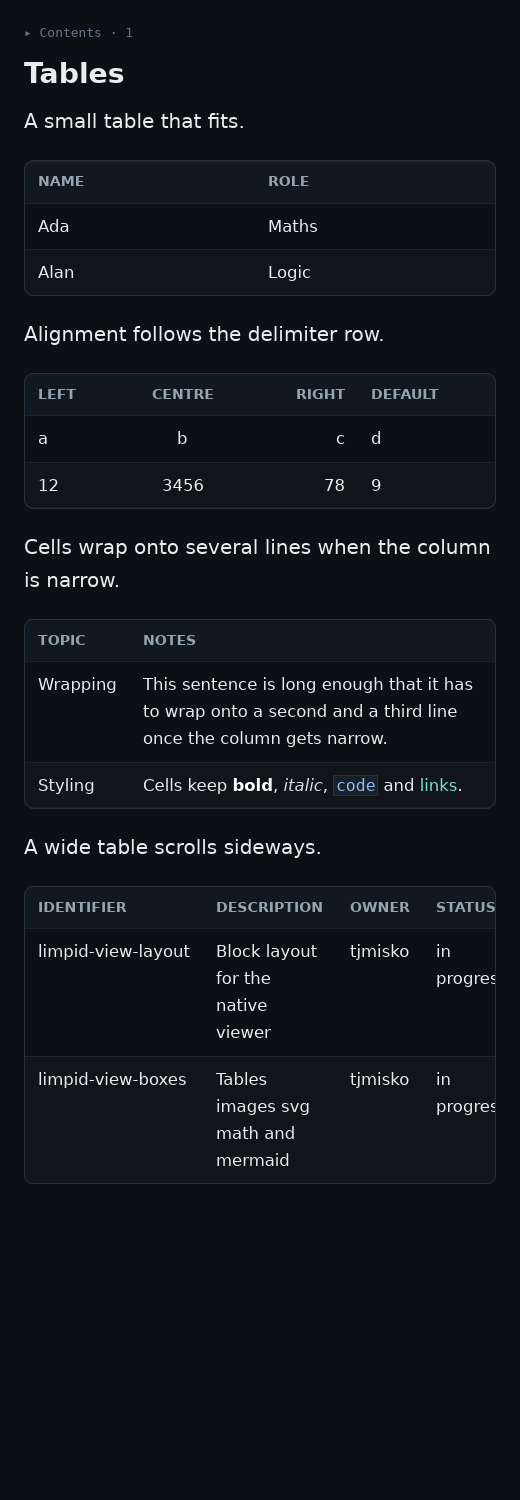 ▸ Contents · 1
Tables
A small table that fits.
NAME ROLE
Ada Maths
Alan Logic
Alignment follows the delimiter row.
LEFT CENTRE RIGHT DEFAULT
a b c d
12 3456 78 9
Cells wrap onto several lines when the column
is narrow.
TOPIC NOTES
Wrapping This sentence is long enough that it has
to wrap onto a second and a third line
once the column gets narrow.
Styling Cells keep bold, italic, code and links.
A wide table scrolls sideways.
IDENTIFIER DESCRIPTION OWNER STATUS
limpid-view-layout Block layout tjmisko in
for the progres
native
viewer
limpid-view-boxes Tables tjmisko in
images svg progres
math and
mermaid